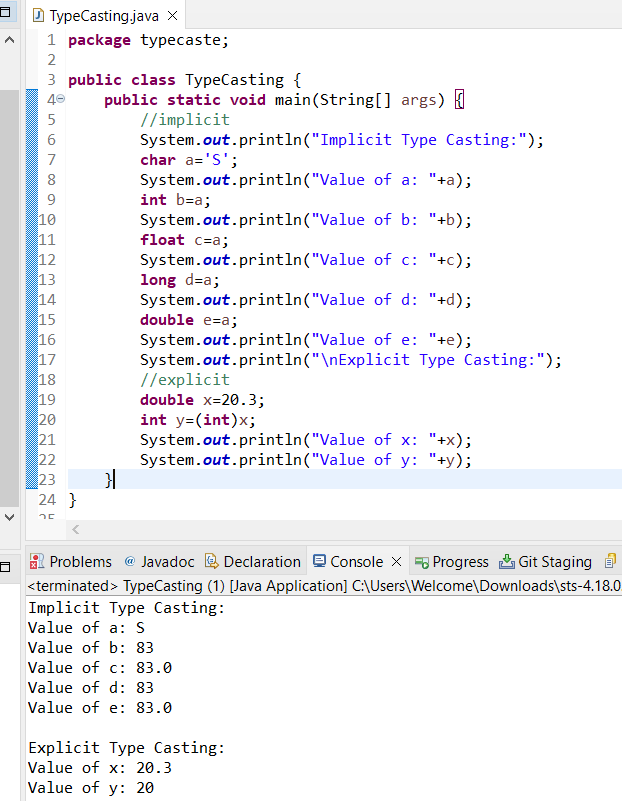 TypeCasting.java
1 package typecaste;
2
3 public class TypeCasting {
4 public static void main(String[] args) {
5 //implicit
6 System.out.println("Implicit Type Casting:");
7 char a='S';
8 System.out.println("Value of a: "+a);
9 int b=a;
10 System.out.println("Value of b: "+b);
11 float c=a;
12 System.out.println("Value of c: "+c);
13 long d=a;
14 System.out.println("Value of d: "+d);
15 double e=a;
16 System.out.println("Value of e: "+e);
17 System.out.println("\nExplicit Type Casting:");
18 //explicit
19 double x=20.3;
20 int y=(int)x;
21 System.out.println("Value of x: "+x);
22 System.out.println("Value of y: "+y);
23 }
24 }
25
Problems @ Javadoc Declaration Console Progress Git Staging
<terminated> TypeCasting (1) [Java Application] C:\Users\Welcome\Downloads\sts-4.18.0
Implicit Type Casting:
Value of a: S
Value of b: 83
Value of c: 83.0
Value of d: 83
Value of e: 83.0
Explicit Type Casting:
Value of x: 20.3
Value of y: 20